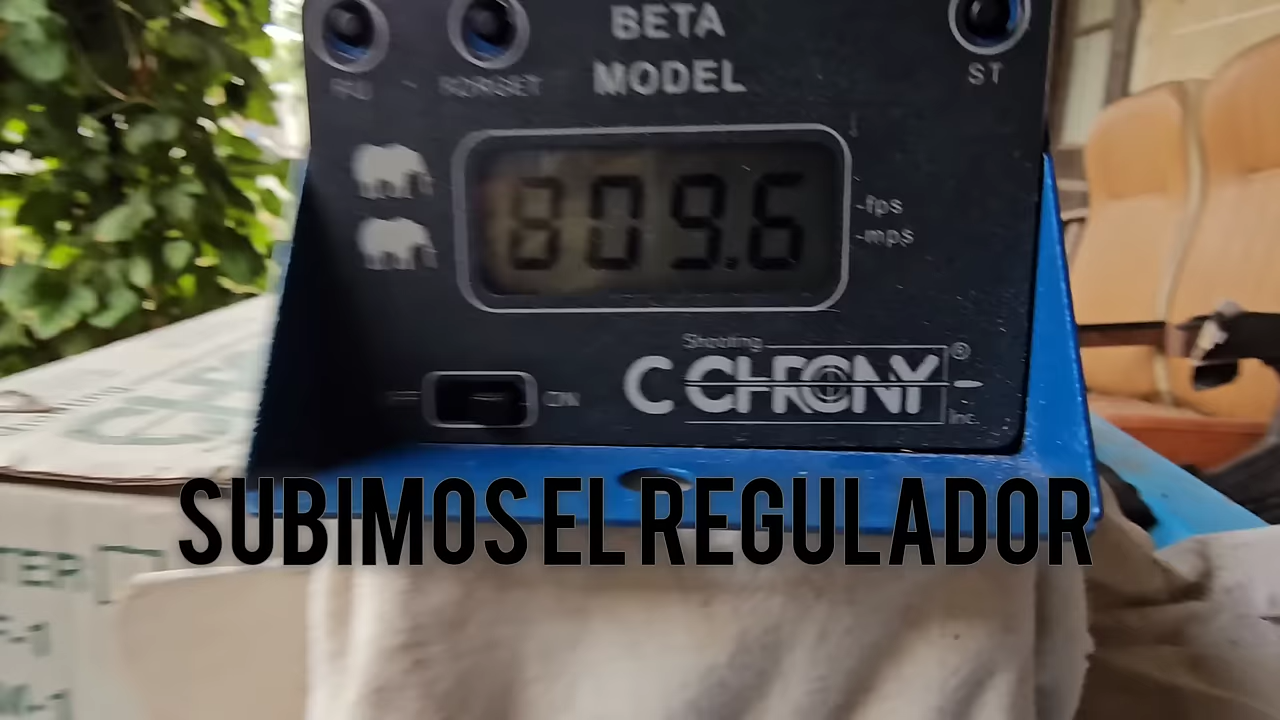 BETA
MODEL
ST
809.6
-fps
-mps
Shooting
C CHRONY ®
Inc.
ON
SUBIMOS EL REGULADOR